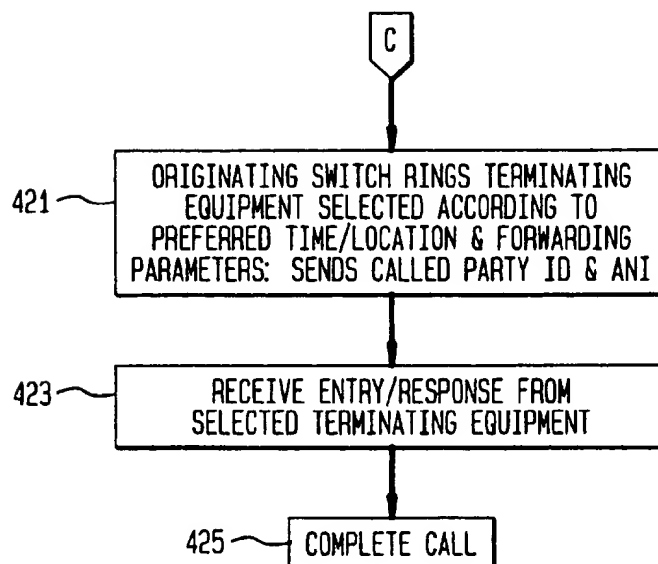 C
421
ORIGINATING SWITCH RINGS TERMINATING
EQUIPMENT SELECTED ACCORDING TO
PREFERRED TIME/LOCATION & FORWARDING
PARAMETERS: SENDS CALLED PARTY ID & ANI
423
RECEIVE ENTRY/RESPONSE FROM
SELECTED TERMINATING EQUIPMENT
425
COMPLETE CALL